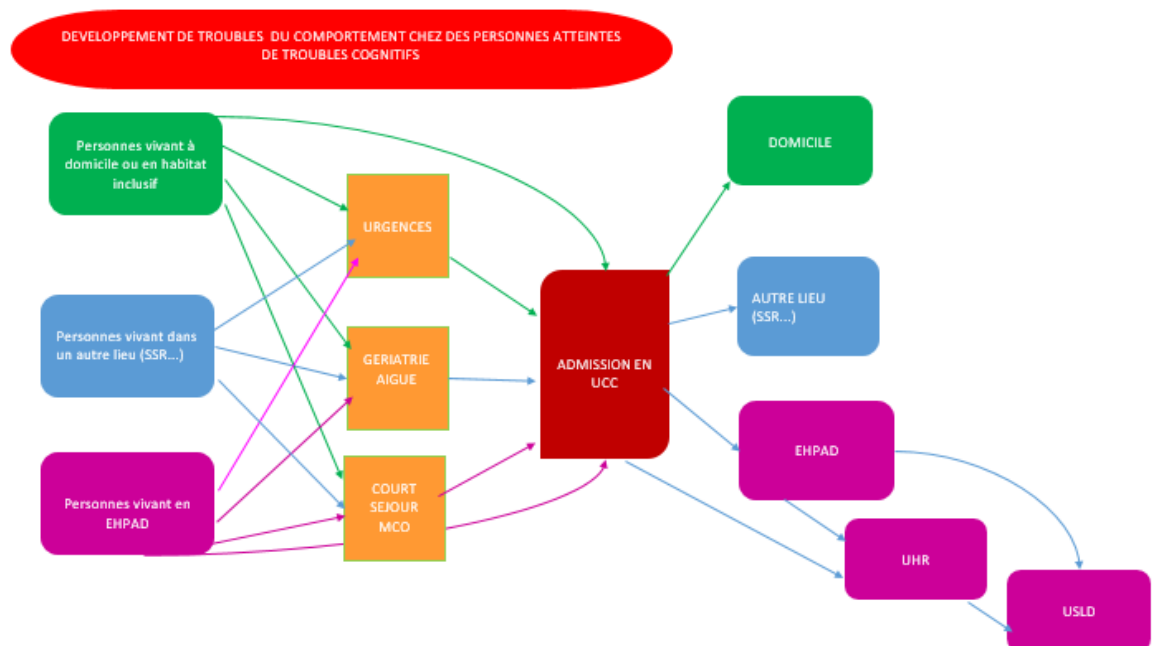 DEVELOPPEMENT DE TROUBLES DU COMPORTEMENT CHEZ DES PERSONNES ATTEINTES
DE TROUBLES COGNITIFS
Personnes vivant à
domicile ou en habitat
inclusif
URGENCES
DOMICILE
Personnes vivant dans
un autre lieu (SSR...)
GERIATRIE
AIGUE
ADMISSION EN
UCC
AUTRE LIEU
(SSR...)
Personnes vivant en
EHPAD
COURT
SEJOUR
MCO
EHPAD
UHR
USLD